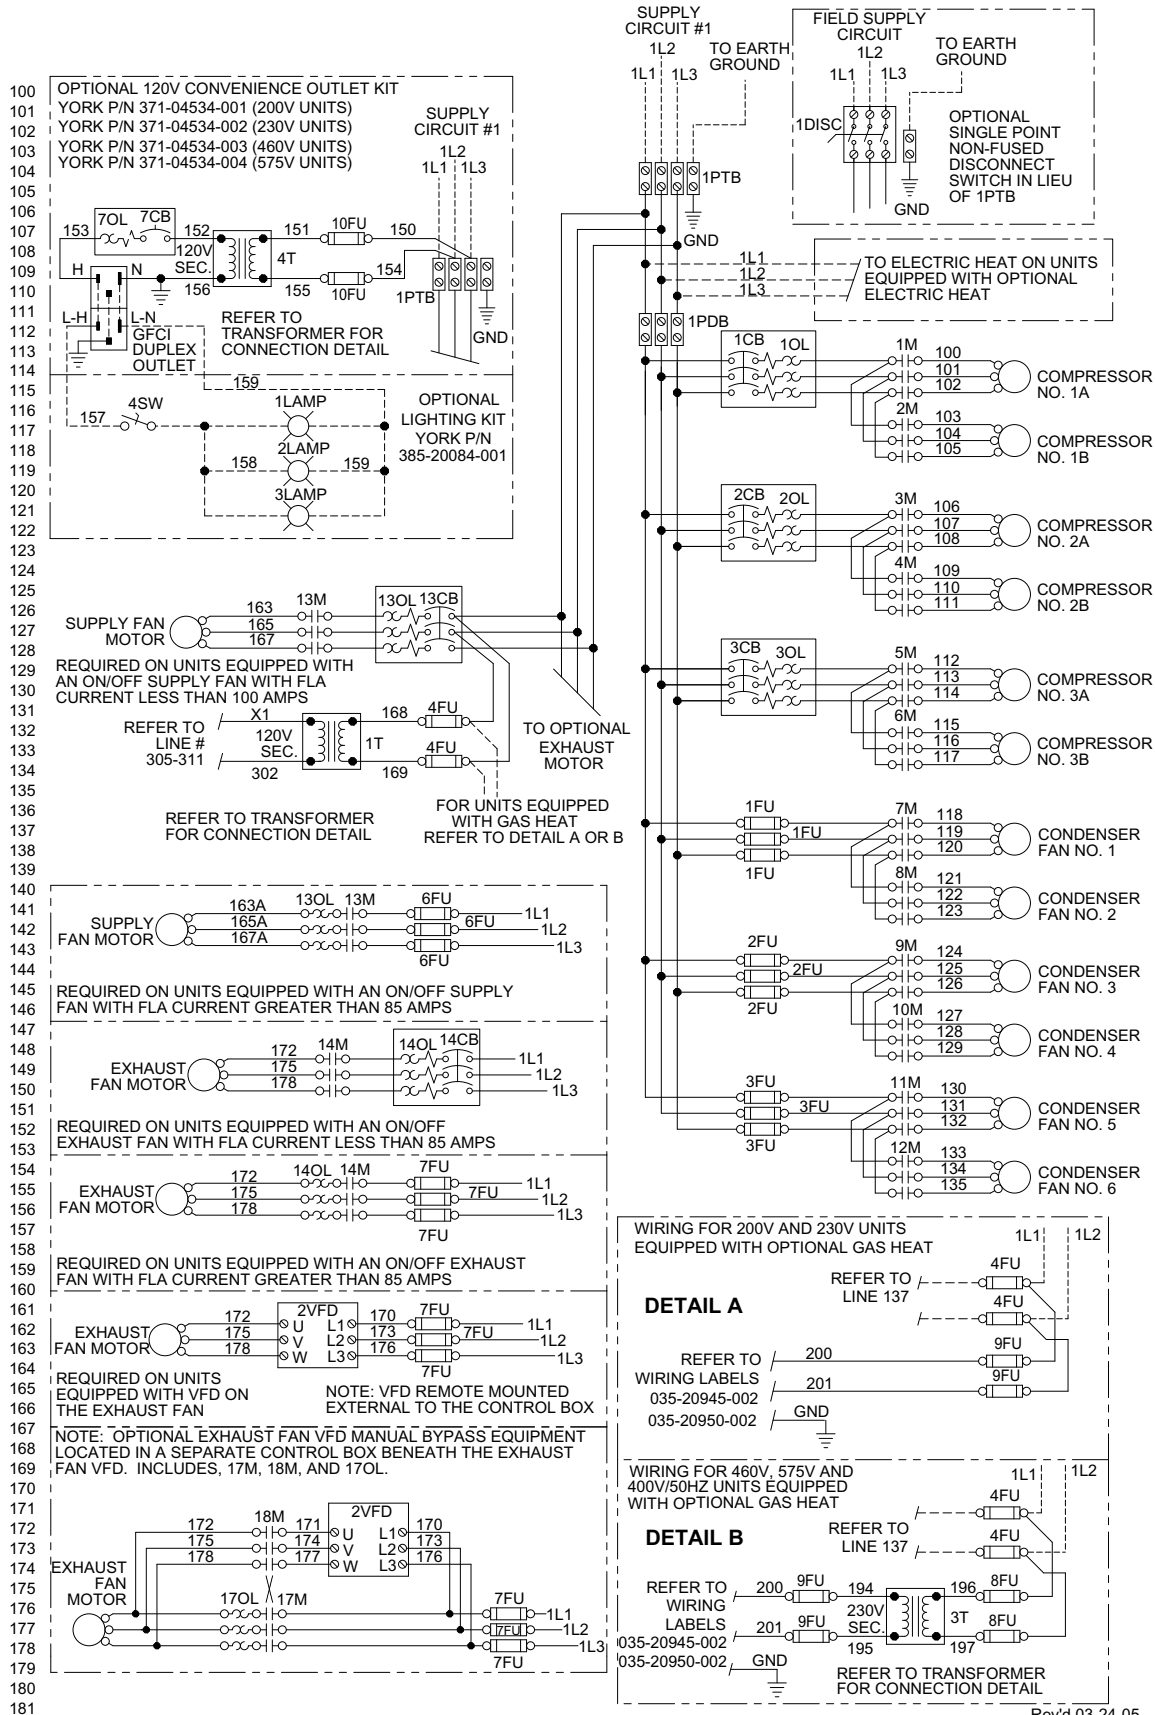 100
101
102
103
104
105
106
107
108
109
110
111
112
113
114
115
116
117
118
119
120
121
122
123
124
125
126
127
128
129
130
131
132
133
134
135
136
137
138
139
140
141
142
143
144
145
146
147
148
149
150
151
152
153
154
155
156
157
158
159
160
161
162
163
164
165
166
167
168
169
170
171
172
173
174
175
176
177
178
179
180
181
OPTIONAL 120V CONVENIENCE OUTLET KIT
YORK P/N 371-04534-001 (200V UNITS)
YORK P/N 371-04534-002 (230V UNITS)
YORK P/N 371-04534-003 (460V UNITS)
YORK P/N 371-04534-004 (575V UNITS)
SUPPLY
CIRCUIT #1
1L2
1L1 1L3
153 7OL 7CB 152 151 10FU 150
120V
SEC. 4T
H N 156 155 10FU 154
1PTB
GND
L-H L-N
GFCI
DUPLEX
OUTLET
REFER TO
TRANSFORMER FOR
CONNECTION DETAIL
159
157 4SW 1LAMP
2LAMP
158 159
3LAMP
OPTIONAL
LIGHTING KIT
YORK P/N
385-20084-001
SUPPLY
CIRCUIT #1
1L2
1L1 1L3
TO EARTH
GROUND
1PTB
GND
FIELD SUPPLY
CIRCUIT
1L2
1L1 1L3
TO EARTH
GROUND
1DISC
OPTIONAL
SINGLE POINT
NON-FUSED
DISCONNECT
SWITCH IN LIEU
OF 1PTB
GND
1L1
1L2
1L3
TO ELECTRIC HEAT ON UNITS
EQUIPPED WITH OPTIONAL
ELECTRIC HEAT
1PDB
1CB 1OL 1M 100
101
102
COMPRESSOR
NO. 1A
2M 103
104
105
COMPRESSOR
NO. 1B
2CB 2OL 3M 106
107
108
COMPRESSOR
NO. 2A
4M 109
110
111
COMPRESSOR
NO. 2B
3CB 3OL 5M 112
113
114
COMPRESSOR
NO. 3A
6M 115
116
117
COMPRESSOR
NO. 3B
1FU 7M 118
1FU 119
1FU 120
CONDENSER
FAN NO. 1
8M 121
122
123
CONDENSER
FAN NO. 2
2FU 9M 124
2FU 125
2FU 126
CONDENSER
FAN NO. 3
10M 127
128
129
CONDENSER
FAN NO. 4
3FU 11M 130
3FU 131
3FU 132
CONDENSER
FAN NO. 5
12M 133
134
135
CONDENSER
FAN NO. 6
SUPPLY FAN
MOTOR
163 13M 13OL 13CB
165
167
REQUIRED ON UNITS EQUIPPED WITH
AN ON/OFF SUPPLY FAN WITH FLA
CURRENT LESS THAN 100 AMPS
REFER TO
LINE #
305-311
X1 168 4FU
120V
SEC. 1T
302 169 4FU
TO OPTIONAL
EXHAUST
MOTOR
REFER TO TRANSFORMER
FOR CONNECTION DETAIL
FOR UNITS EQUIPPED
WITH GAS HEAT
REFER TO DETAIL A OR B
SUPPLY
FAN MOTOR
163A 13OL 13M 6FU 1L1
165A 6FU 1L2
167A 6FU 1L3
REQUIRED ON UNITS EQUIPPED WITH AN ON/OFF SUPPLY
FAN WITH FLA CURRENT GREATER THAN 85 AMPS
EXHAUST
FAN MOTOR
172 14M 14OL 14CB 1L1
175 1L2
178 1L3
REQUIRED ON UNITS EQUIPPED WITH AN ON/OFF
EXHAUST FAN WITH FLA CURRENT LESS THAN 85 AMPS
EXHAUST
FAN MOTOR
172 14OL 14M 7FU 1L1
175 7FU 1L2
178 7FU 1L3
REQUIRED ON UNITS EQUIPPED WITH AN ON/OFF EXHAUST
FAN WITH FLA CURRENT GREATER THAN 85 AMPS
EXHAUST
FAN MOTOR
2VFD
172 U L1 170 7FU 1L1
175 V L2 173 7FU 1L2
178 W L3 176 7FU 1L3
REQUIRED ON UNITS
EQUIPPED WITH VFD ON
THE EXHAUST FAN
NOTE: VFD REMOTE MOUNTED
EXTERNAL TO THE CONTROL BOX
NOTE: OPTIONAL EXHAUST FAN VFD MANUAL BYPASS EQUIPMENT
LOCATED IN A SEPARATE CONTROL BOX BENEATH THE EXHAUST
FAN VFD. INCLUDES, 17M, 18M, AND 17OL.
2VFD
172 18M 171 U L1 170
175 174 V L2 173
178 177 W L3 176
EXHAUST
FAN
MOTOR
17OL 17M 7FU 1L1
7FU 1L2
7FU 1L3
WIRING FOR 200V AND 230V UNITS
EQUIPPED WITH OPTIONAL GAS HEAT
1L1 1L2
DETAIL A
REFER TO
LINE 137
4FU
4FU
9FU
9FU
REFER TO
WIRING LABELS
035-20945-002
035-20950-002
200
201
GND
WIRING FOR 460V, 575V AND
400V/50HZ UNITS EQUIPPED
WITH OPTIONAL GAS HEAT
1L1 1L2
DETAIL B
REFER TO
LINE 137
4FU
4FU
REFER TO
WIRING
LABELS
035-20945-002
035-20950-002
200 9FU 194 196 8FU
230V
SEC. 3T
201 9FU 195 197 8FU
GND
REFER TO TRANSFORMER
FOR CONNECTION DETAIL
Rev'd 03-24-05